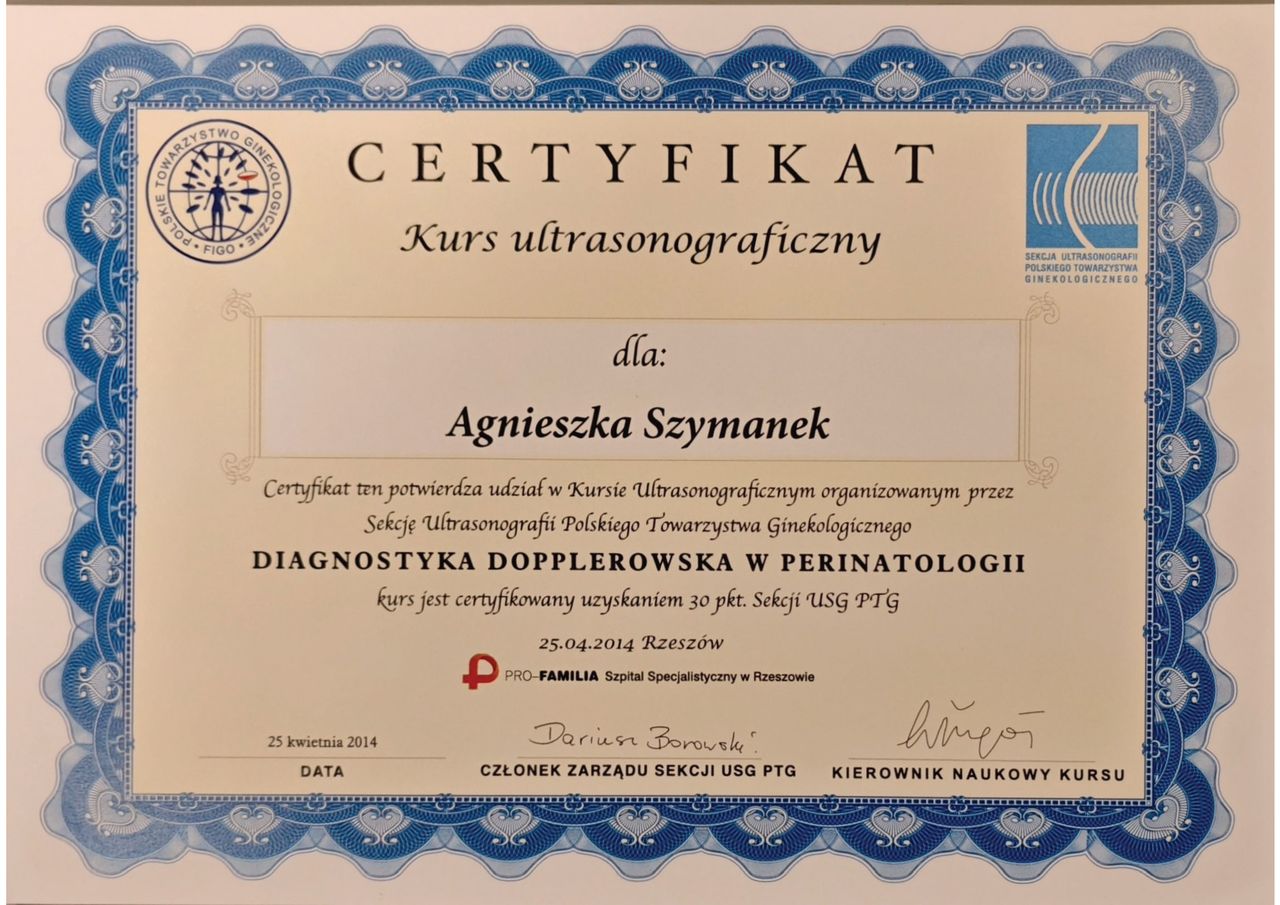 POLSKIE TOWARZYSTWO GINEKOLOGICZNE
• FIGO •
CERTYFIKAT
Kurs ultrasonograficzny
SEKCJA ULTRASONOGRAFII
POLSKIEGO TOWARZYSTWA
GINEKOLOGICZNEGO
dla:
Agnieszka Szymanek
Certyfikat ten potwierdza udział w Kursie Ultrasonograficznym organizowanym przez
Sekcję Ultrasonografii Polskiego Towarzystwa Ginekologicznego
DIAGNOSTYKA DOPPLEROWSKA W PERINATOLOGII
kurs jest certyfikowany uzyskaniem 30 pkt. Sekcji USG PTG
25.04.2014 Rzeszów
PRO–FAMILIA Szpital Specjalistyczny w Rzeszowie
25 kwietnia 2014
Dariusz Borowski
DATA
CZŁONEK ZARZĄDU SEKCJI USG PTG
KIEROWNIK NAUKOWY KURSU